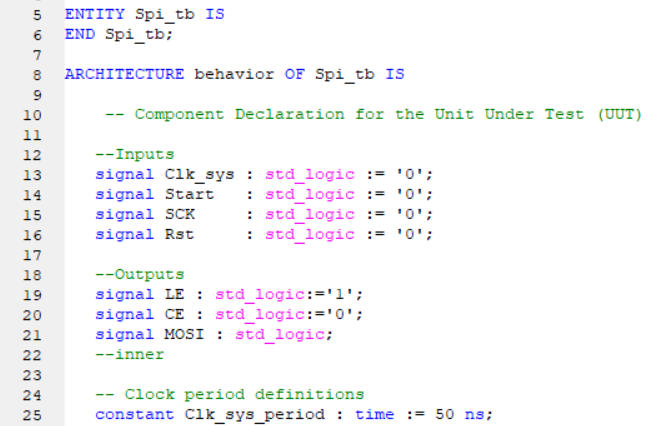 5 ENTITY Spi_tb IS
6 END Spi_tb;
7
8 ARCHITECTURE behavior OF Spi_tb IS
9
10 -- Component Declaration for the Unit Under Test (UUT)
11
12 --Inputs
13 signal Clk_sys : std_logic := '0';
14 signal Start : std_logic := '0';
15 signal SCK : std_logic := '0';
16 signal Rst : std_logic := '0';
17
18 --Outputs
19 signal LE : std_logic:='1';
20 signal CE : std_logic:='0';
21 signal MOSI : std_logic;
22 --inner
23
24 -- Clock period definitions
25 constant Clk_sys_period : time := 50 ns;